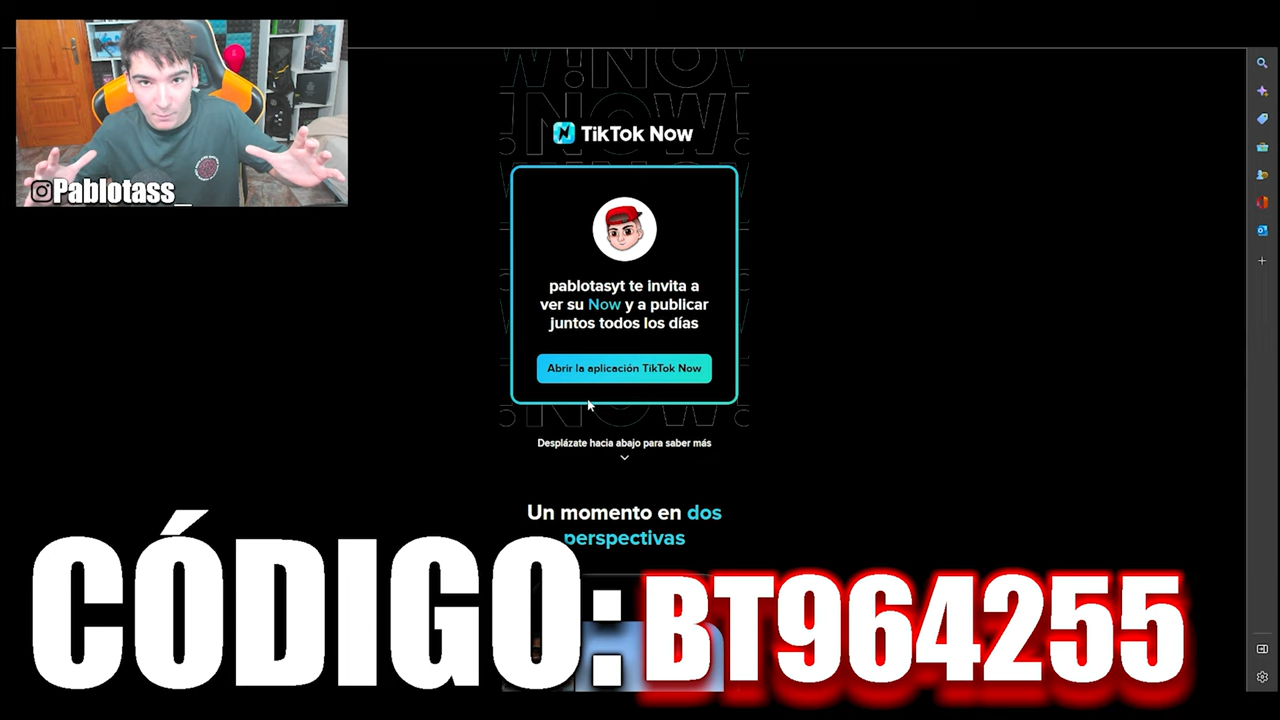 Pablotass_
TikTok Now
pablotasyt te invita a
ver su Now y a publicar
juntos todos los días
Abrir la aplicación TikTok Now
Desplázate hacia abajo para saber más
Un momento en dos
perspectivas
CÓDIGO: BT964255